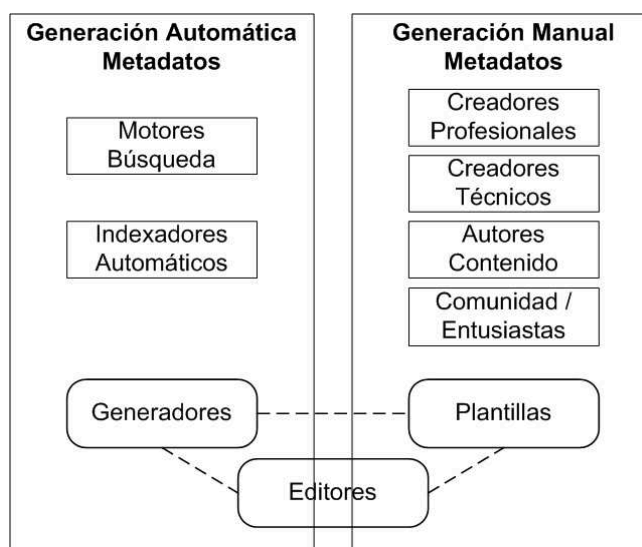 Generación Automática
Metadatos
Motores
Búsqueda
Indexadores
Automáticos
Generadores
Generación Manual
Metadatos
Creadores
Profesionales
Creadores
Técnicos
Autores
Contenido
Comunidad /
Entusiastas
Plantillas
Editores